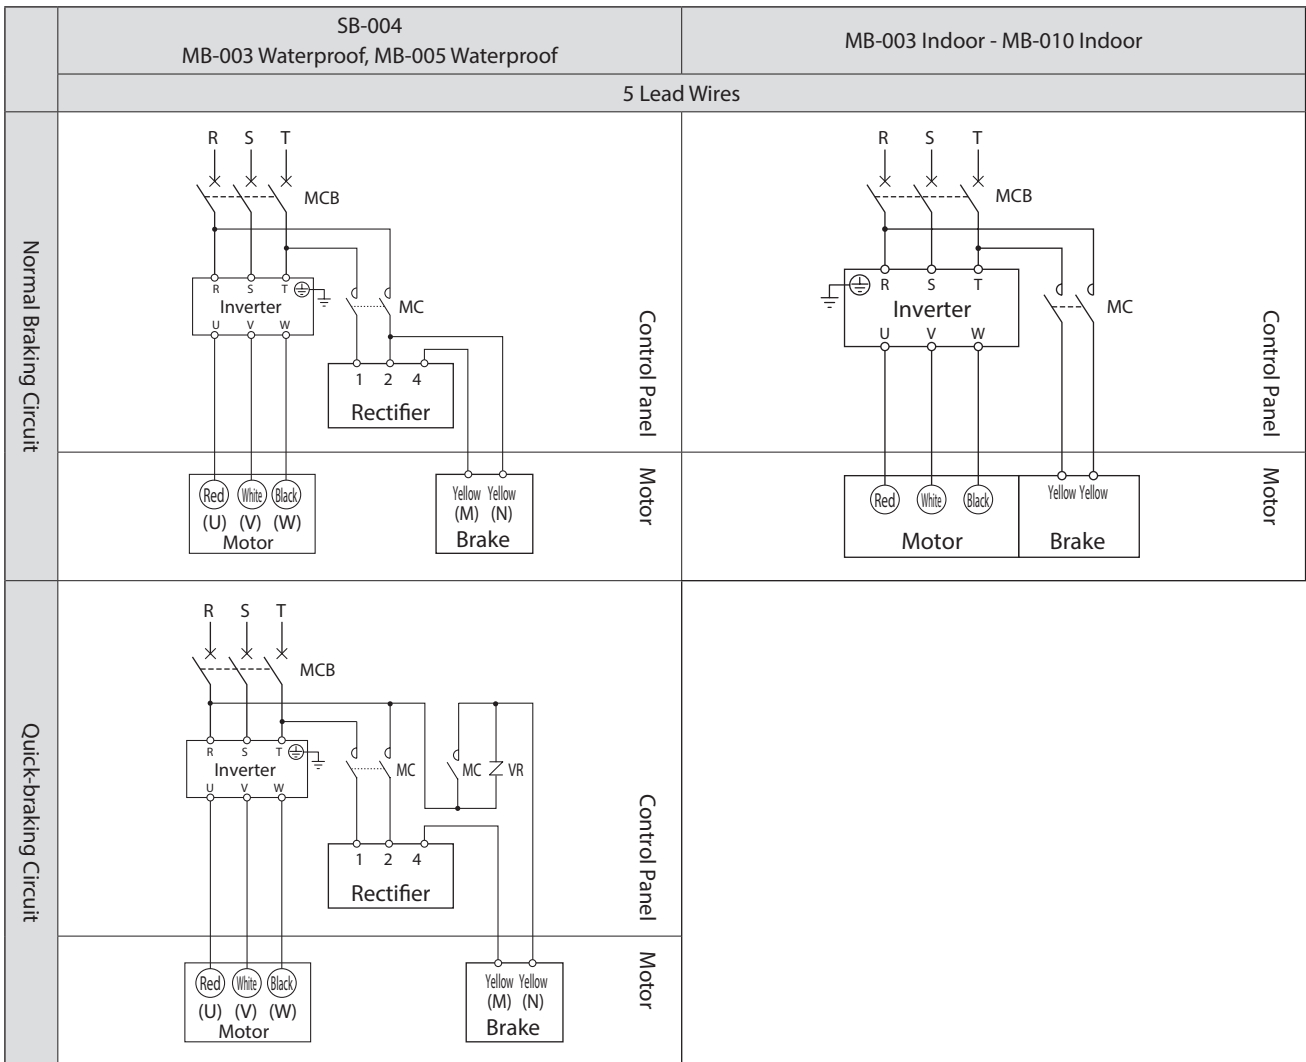 SB-004
MB-003 Waterproof, MB-005 Waterproof
MB-003 Indoor - MB-010 Indoor
5 Lead Wires
Normal Braking Circuit
R S T
MCB
R S T
Inverter
U V W
MC
1 2 4
Rectifier
Control Panel
Red White Black
(U) (V) (W)
Motor
Yellow Yellow
(M) (N)
Brake
Motor
R S T
MCB
R S T
Inverter
U V W
MC
Control Panel
Red White Black
Motor
Yellow Yellow
Brake
Motor
Quick-braking Circuit
R S T
MCB
R S T
Inverter
U V W
MC MC VR
1 2 4
Rectifier
Control Panel
Red White Black
(U) (V) (W)
Motor
Yellow Yellow
(M) (N)
Brake
Motor